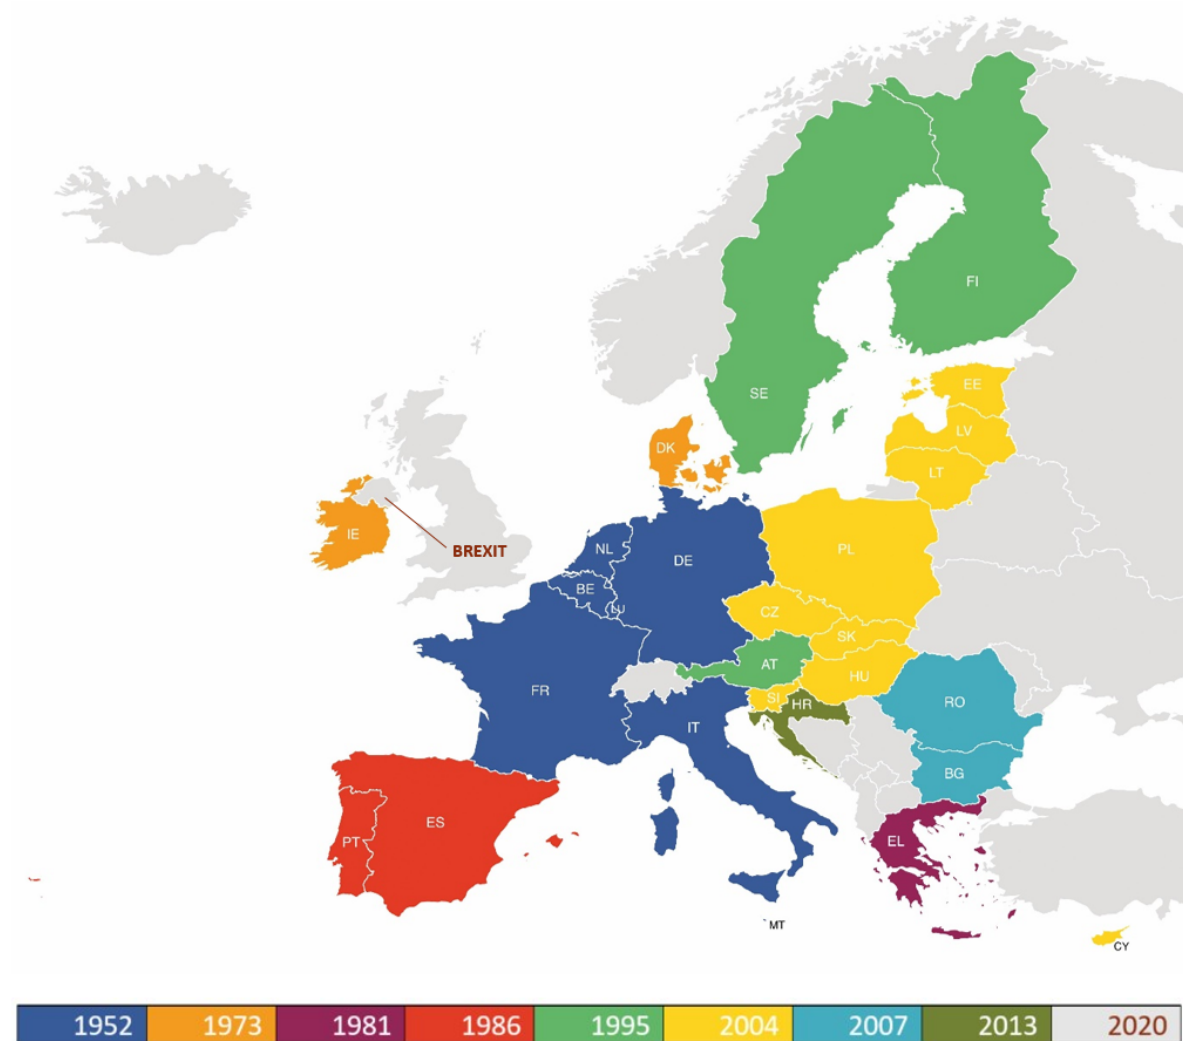 FI
SE
EE
LV
DK
LT
IE
BREXIT
NL
DE
PL
BE
LU
CZ
SK
AT
HU
FR
SI
HR
RO
IT
BG
ES
PT
EL
MT
CY
1952 1973 1981 1986 1995 2004 2007 2013 2020